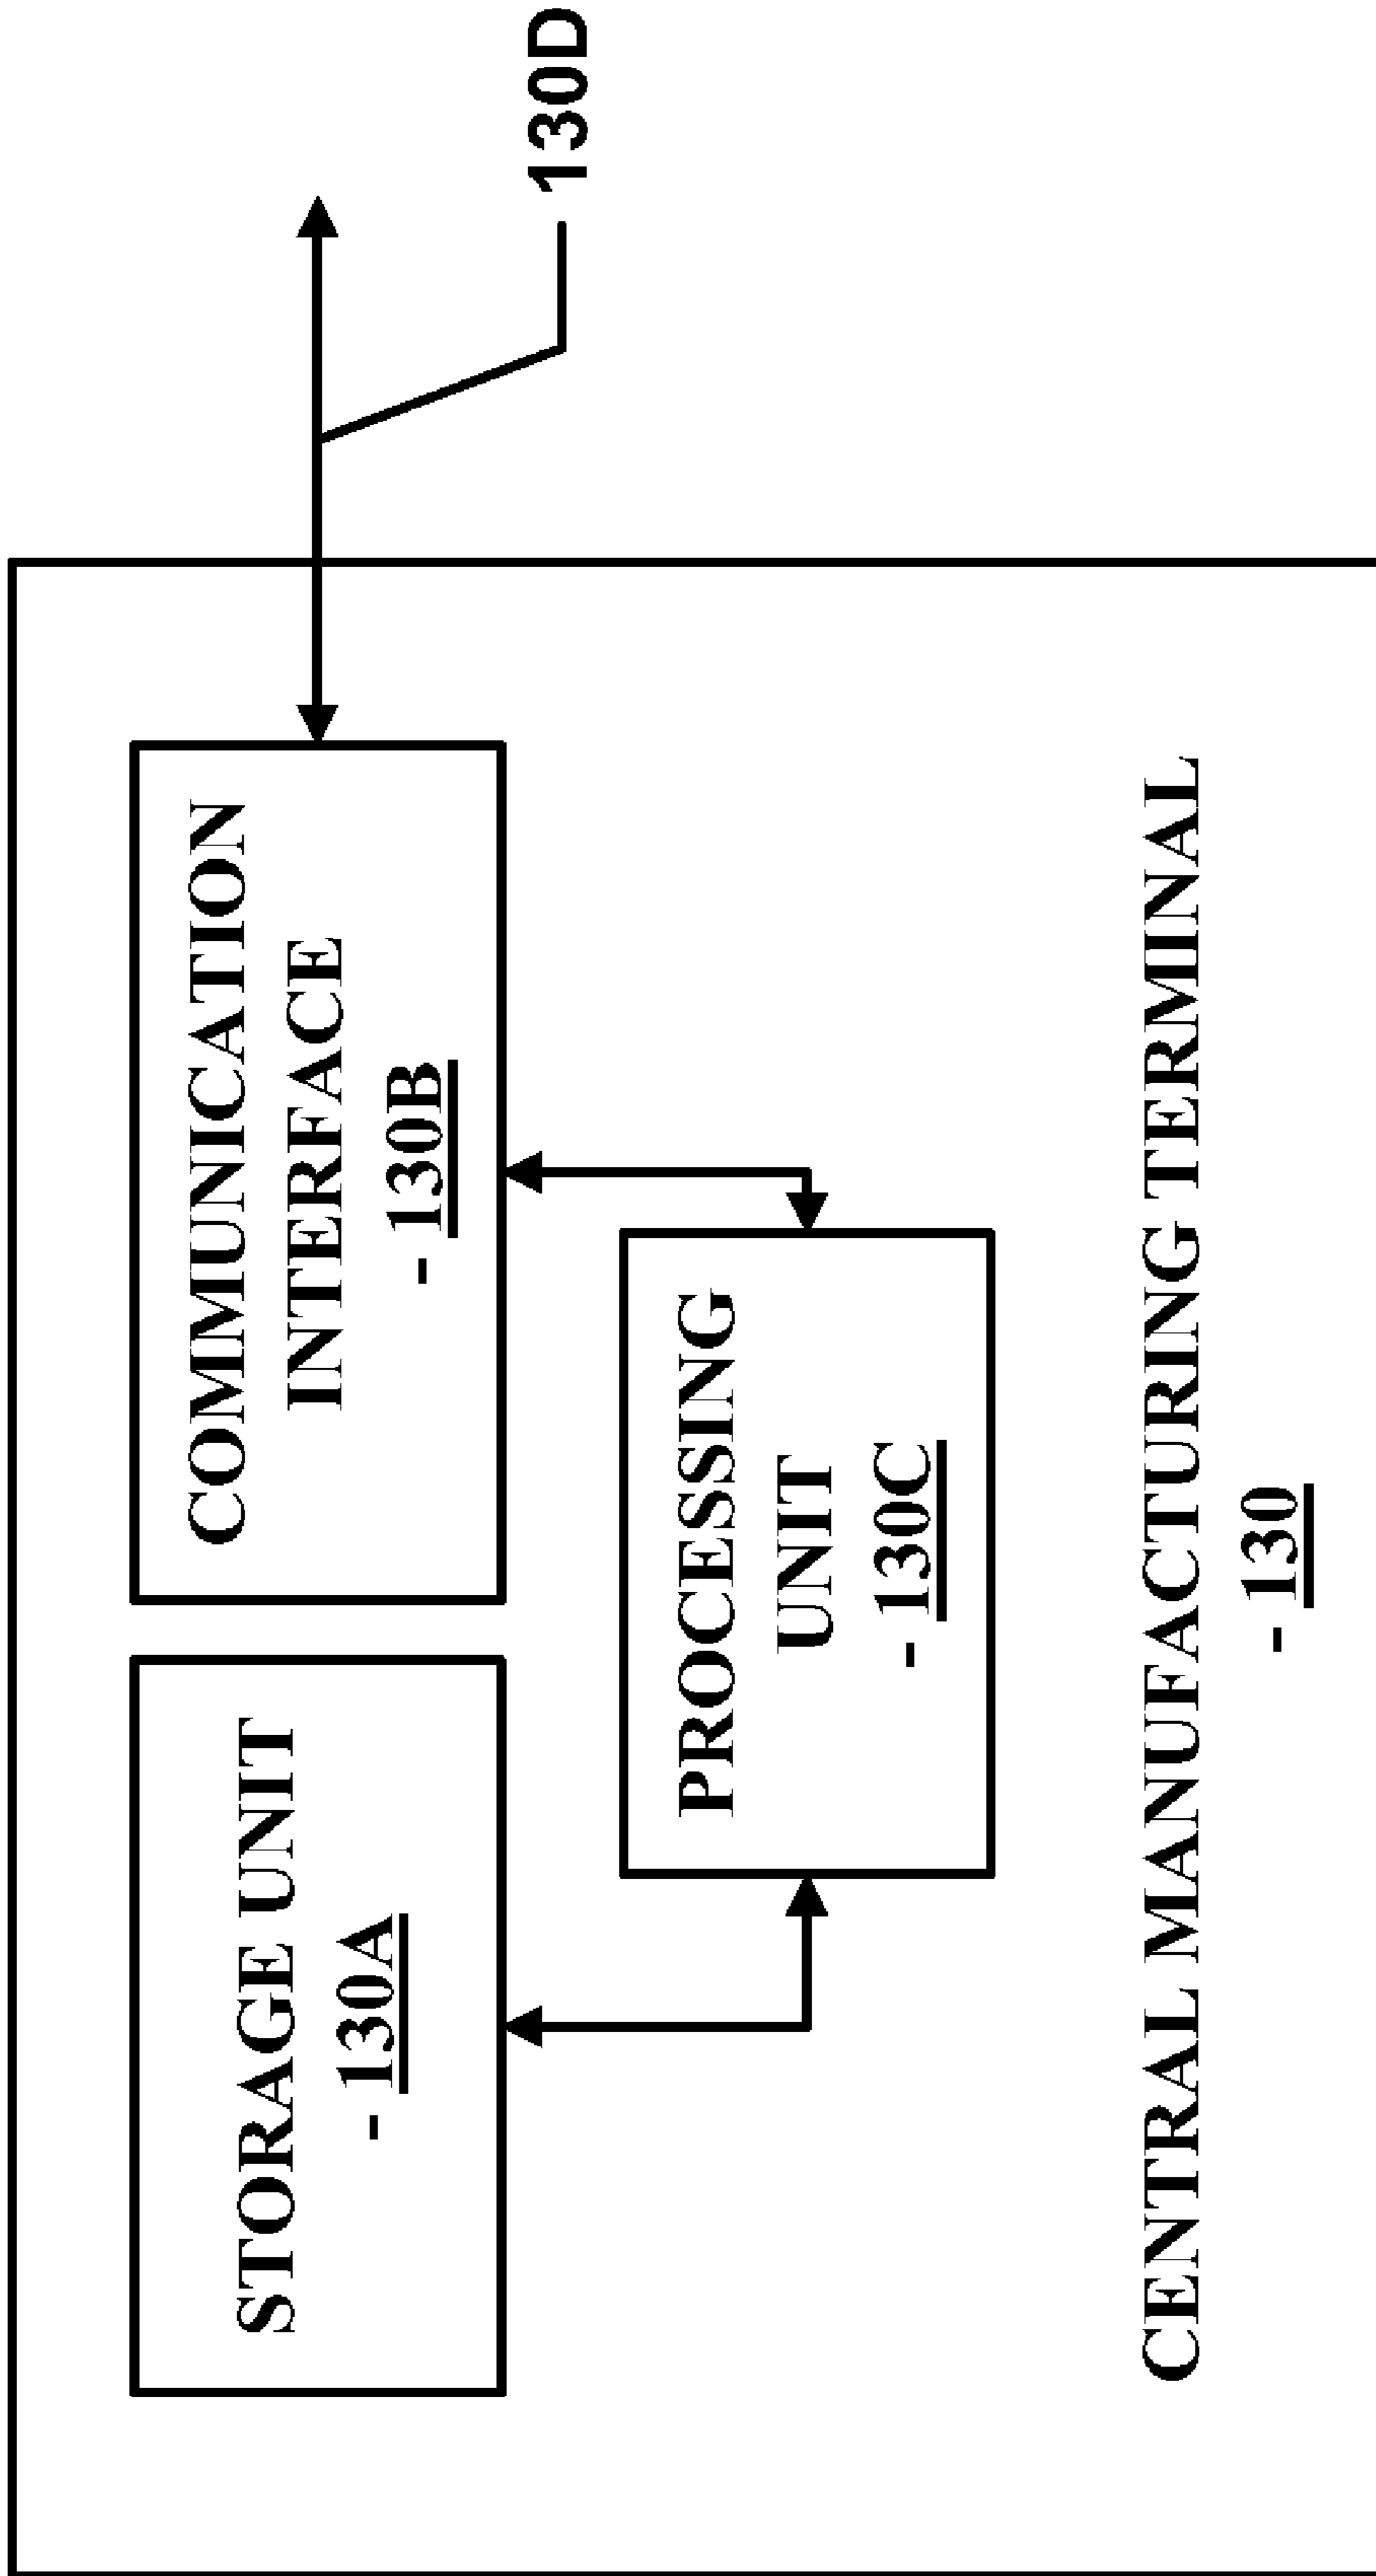 130D
STORAGE UNIT
- 130A
COMMUNICATION
INTERFACE
- 130B
PROCESSING
UNIT
- 130C
CENTRAL MANUFACTURING TERMINAL
- 130